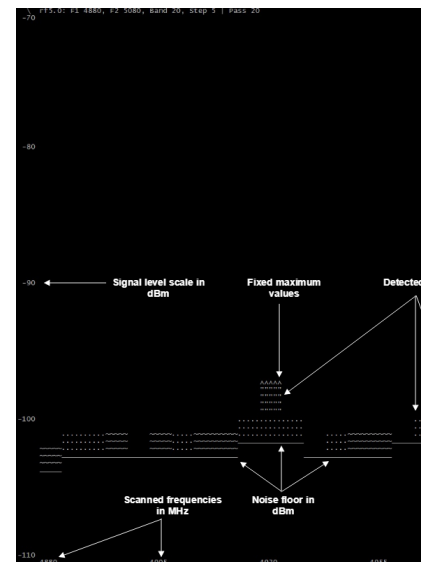 \ rf5.0: F1 4880, F2 5080, Band 20, Step 5 | Pass 20
-70
-80
-90
Signal level scale in
dBm
Fixed maximum
values
Detected
-100
Scanned frequencies
in MHz
Noise floor in
dBm
-110